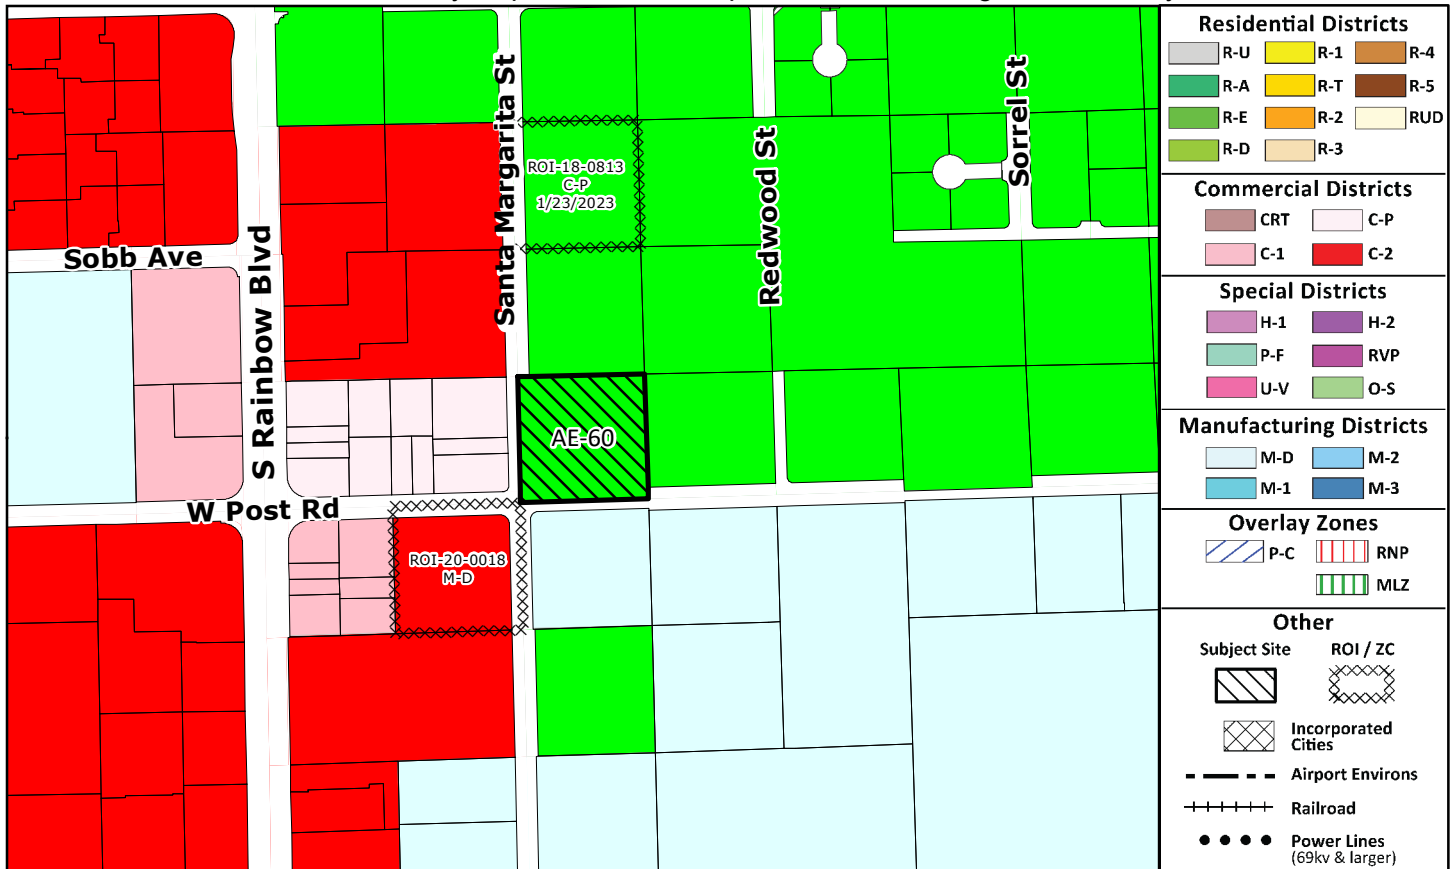 Santa Margarita St
Redwood St
Sorrel St
S Rainbow Blvd
Sobb Ave
W Post Rd
ROI-18-0813
C-P
1/23/2023
AE-60
ROI-20-0018
M-D
Residential Districts
R-U R-1 R-4
R-A R-T R-5
R-E R-2 RUD
R-D R-3
Commercial Districts
CRT C-P
C-1 C-2
Special Districts
H-1 H-2
P-F RVP
U-V O-S
Manufacturing Districts
M-D M-2
M-1 M-3
Overlay Zones
P-C RNP
MLZ
Other
Subject Site ROI / ZC
Incorporated
Cities
Airport Environs
Railroad
Power Lines
(69kv & larger)